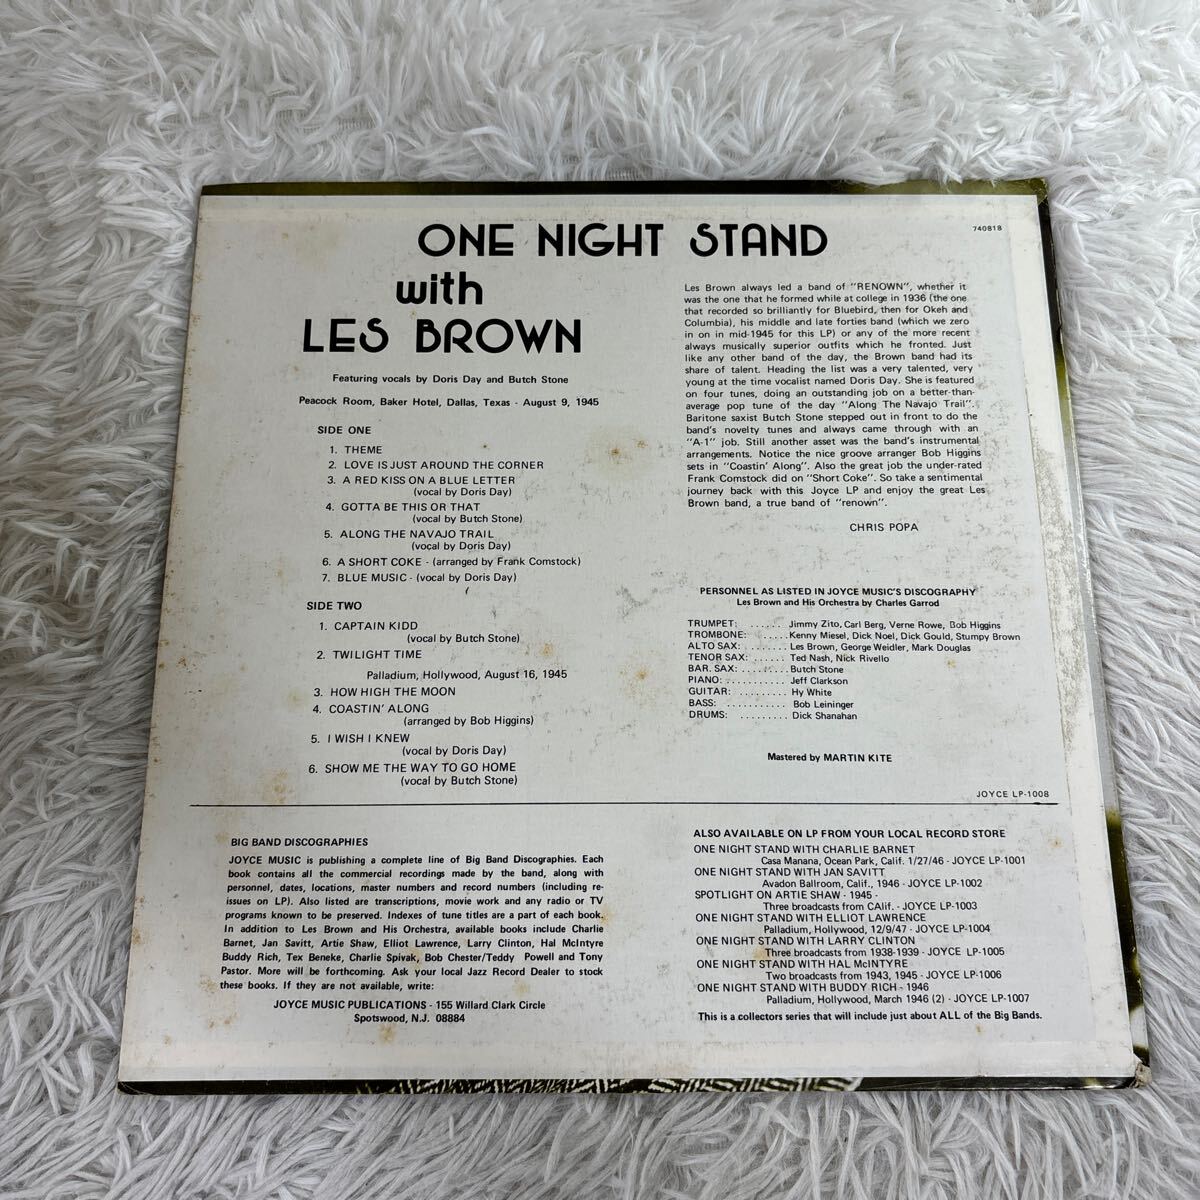 740818
ONE NIGHT STAND
with
LES BROWN
Featuring vocals by Doris Day and Butch Stone
Peacock Room, Baker Hotel, Dallas, Texas - August 9, 1945
SIDE ONE
1. THEME
2. LOVE IS JUST AROUND THE CORNER
3. A RED KISS ON A BLUE LETTER
(vocal by Doris Day)
4. GOTTA BE THIS OR THAT
(vocal by Butch Stone)
5. ALONG THE NAVAJO TRAIL
(vocal by Doris Day)
6. A SHORT COKE - (arranged by Frank Comstock)
7. BLUE MUSIC - (vocal by Doris Day)
SIDE TWO
1. CAPTAIN KIDD
(vocal by Butch Stone)
2. TWILIGHT TIME
Palladium, Hollywood, August 16, 1945
3. HOW HIGH THE MOON
4. COASTIN' ALONG
(arranged by Bob Higgins)
5. I WISH I KNEW
(vocal by Doris Day)
6. SHOW ME THE WAY TO GO HOME
(vocal by Butch Stone)
Les Brown always led a band of "RENOWN", whether it
was the one that he formed while at college in 1936 (the one
that recorded so brilliantly for Bluebird, then for Okeh and
Columbia), his middle and late forties band (which we zero
in on in mid-1945 for this LP) or any of the more recent
always musically superior outfits which he fronted. Just
like any other band of the day, the Brown band had its
share of talent. Heading the list was a very talented, very
young at the time vocalist named Doris Day. She is featured
on four tunes, doing an outstanding job on a better-than-
average pop tune of the day "Along The Navajo Trail".
Baritone saxist Butch Stone stepped out in front to do the
band's novelty tunes and always came through with an
"A-1" job. Still another asset was the band's instrumental
arrangements. Notice the nice groove arranger Bob Higgins
sets in "Coastin' Along". Also the great job the under-rated
Frank Comstock did on "Short Coke". So take a sentimental
journey back with this Joyce LP and enjoy the great Les
Brown band, a true band of "renown".
CHRIS POPA
PERSONNEL AS LISTED IN JOYCE MUSIC'S DISCOGRAPHY
Les Brown and His Orchestra by Charles Garrod
TRUMPET: ...... Jimmy Zito, Carl Berg, Verne Rowe, Bob Higgins
TROMBONE: ..... Kenny Miesel, Dick Noel, Dick Gould, Stumpy Brown
ALTO SAX: ........ Les Brown, George Weidler, Mark Douglas
TENOR SAX: ...... Ted Nash, Nick Rivello
BAR. SAX: ......... Butch Stone
PIANO: ........... Jeff Clarkson
GUITAR: ......... Hy White
BASS: ........... Bob Leininger
DRUMS: ......... Dick Shanahan
Mastered by MARTIN KITE
JOYCE LP-1008
BIG BAND DISCOGRAPHIES
JOYCE MUSIC is publishing a complete line of Big Band Discographies. Each
book contains all the commercial recordings made by the band, along with
personnel, dates, locations, master numbers and record numbers (including re-
issues on LP). Also listed are transcriptions, movie work and any radio or TV
programs known to be preserved. Indexes of tune titles are a part of each book.
In addition to Les Brown and His Orchestra, available books include Charlie
Barnet, Jan Savitt, Artie Shaw, Elliot Lawrence, Larry Clinton, Hal McIntyre
Buddy Rich, Tex Beneke, Charlie Spivak, Bob Chester/Teddy Powell and Tony
Pastor. More will be forthcoming. Ask your local Jazz Record Dealer to stock
these books. If they are not available, write:
JOYCE MUSIC PUBLICATIONS - 155 Willard Clark Circle
Spotswood, N.J. 08884
ALSO AVAILABLE ON LP FROM YOUR LOCAL RECORD STORE
ONE NIGHT STAND WITH CHARLIE BARNET
Casa Manana, Ocean Park, Calif. 1/27/46 - JOYCE LP-1001
ONE NIGHT STAND WITH JAN SAVITT
Avadon Ballroom, Calif., 1946 - JOYCE LP-1002
SPOTLIGHT ON ARTIE SHAW - 1945 -
Three broadcasts from CAlif. - JOYCE LP-1003
ONE NIGHT STAND WITH ELLIOT LAWRENCE
Palladium, Hollywood, 12/9/47 - JOYCE LP-1004
ONE NIGHT STAND WITH LARRY CLINTON
Three broadcasts from 1938-1939 - JOYCE LP-1005
ONE NIGHT STAND WITH HAL McINTYRE
Two broadcasts from 1943, 1945 - JOYCE LP-1006
ONE NIGHT STAND WITH BUDDY RICH - 1946
Palladium, Hollywood, March 1946 (2) - JOYCE LP-1007
This is a collectors series that will include just about ALL of the Big Bands.